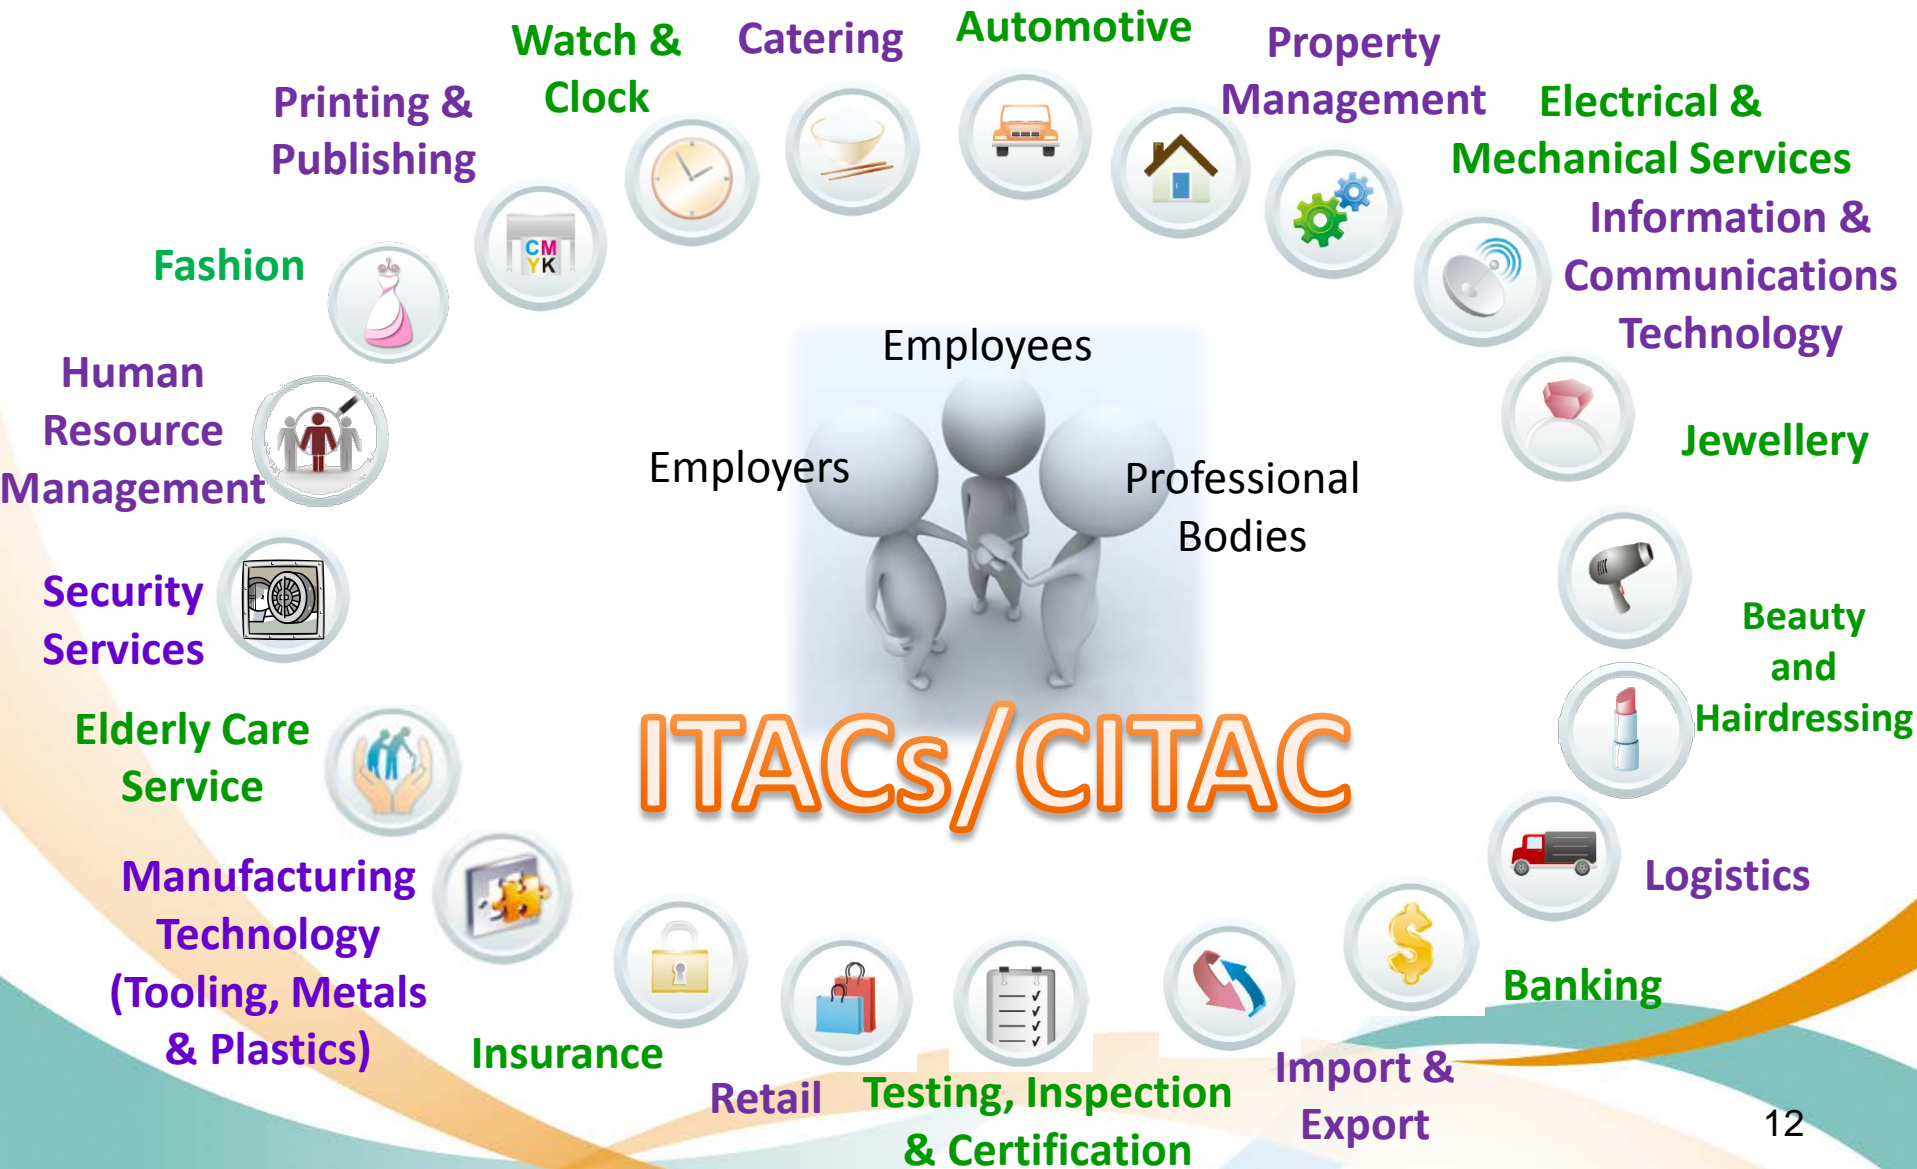 Watch &
Clock
Catering
Automotive
Property
Management
Electrical &
Mechanical Services
Information &
Communications
Technology
Jewellery
Beauty
and
Hairdressing
Logistics
Banking
Import &
Export
Testing, Inspection
& Certification
Retail
Insurance
Manufacturing
Technology
(Tooling, Metals
& Plastics)
Elderly Care
Service
Security
Services
Human
Resource
Management
Fashion
Printing &
Publishing
CM
YK
Employees
Employers
Professional
Bodies
ITACs/CITAC
12